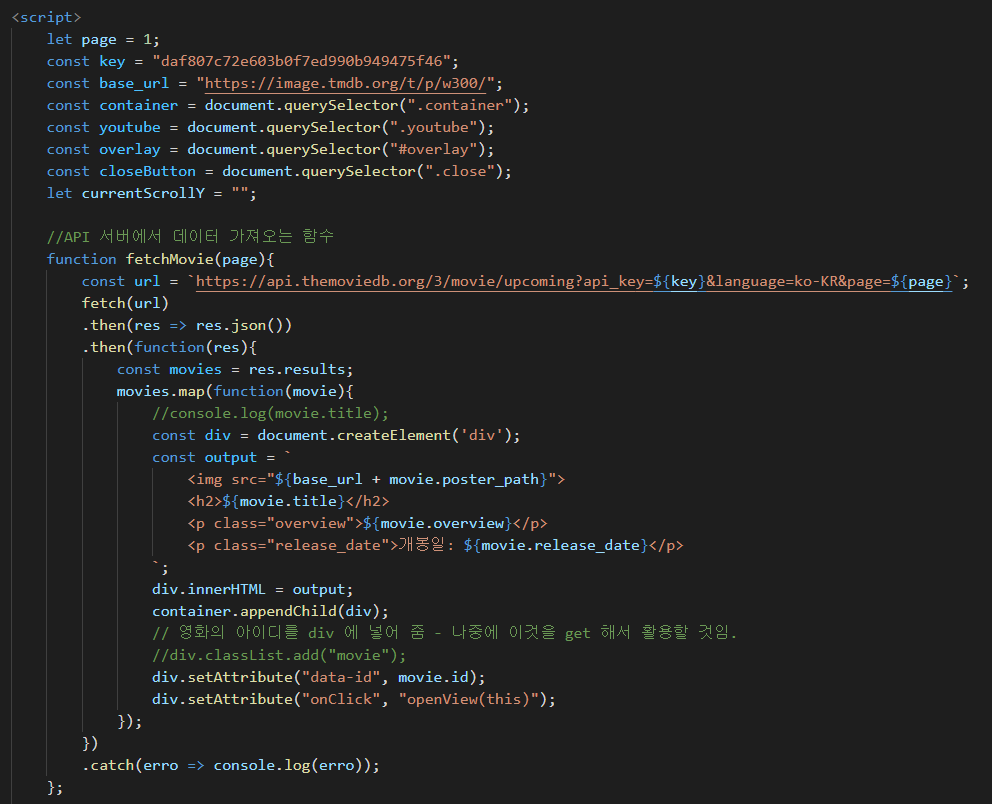 <script>
let page = 1;
const key = "daf807c72e603b0f7ed990b949475f46";
const base_url = "https://image.tmdb.org/t/p/w300/";
const container = document.querySelector(".container");
const youtube = document.querySelector(".youtube");
const overlay = document.querySelector("#overlay");
const closeButton = document.querySelector(".close");
let currentScrollY = "";
//API 서버에서 데이터 가져오는 함수
function fetchMovie(page){
const url = `https://api.themoviedb.org/3/movie/upcoming?api_key=${key}&language=ko-KR&page=${page}`;
fetch(url)
.then(res => res.json())
.then(function(res){
const movies = res.results;
movies.map(function(movie){
//console.log(movie.title);
const div = document.createElement('div');
const output = `
<img src="${base_url + movie.poster_path}">
<h2>${movie.title}</h2>
<p class="overview">${movie.overview}</p>
<p class="release_date">개봉일: ${movie.release_date}</p>
`;
div.innerHTML = output;
container.appendChild(div);
// 영화의 아이디를 div 에 넣어 줌 - 나중에 이것을 get 해서 활용할 것임.
//div.classList.add("movie");
div.setAttribute("data-id", movie.id);
div.setAttribute("onClick", "openView(this)");
});
})
.catch(erro => console.log(erro));
};